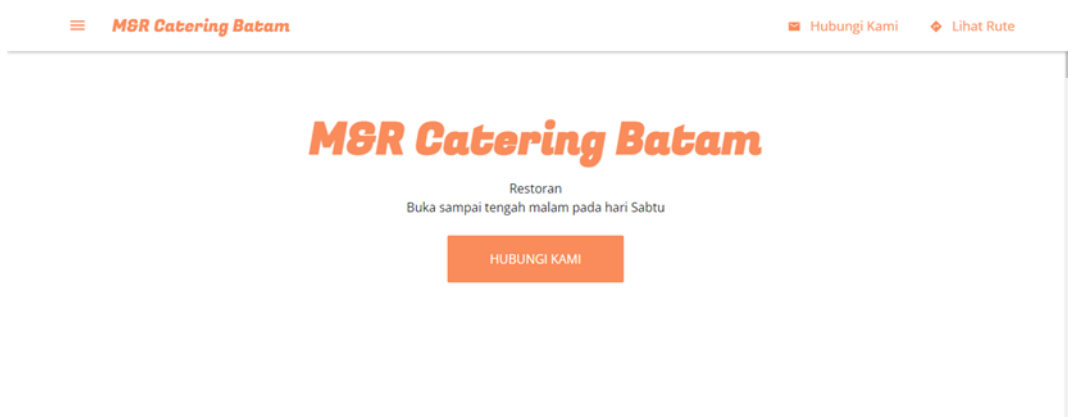 M&R Catering Batam
Hubungi Kami
Lihat Rute
M&R Catering Batam
Restoran
Buka sampai tengah malam pada hari Sabtu
HUBUNGI KAMI